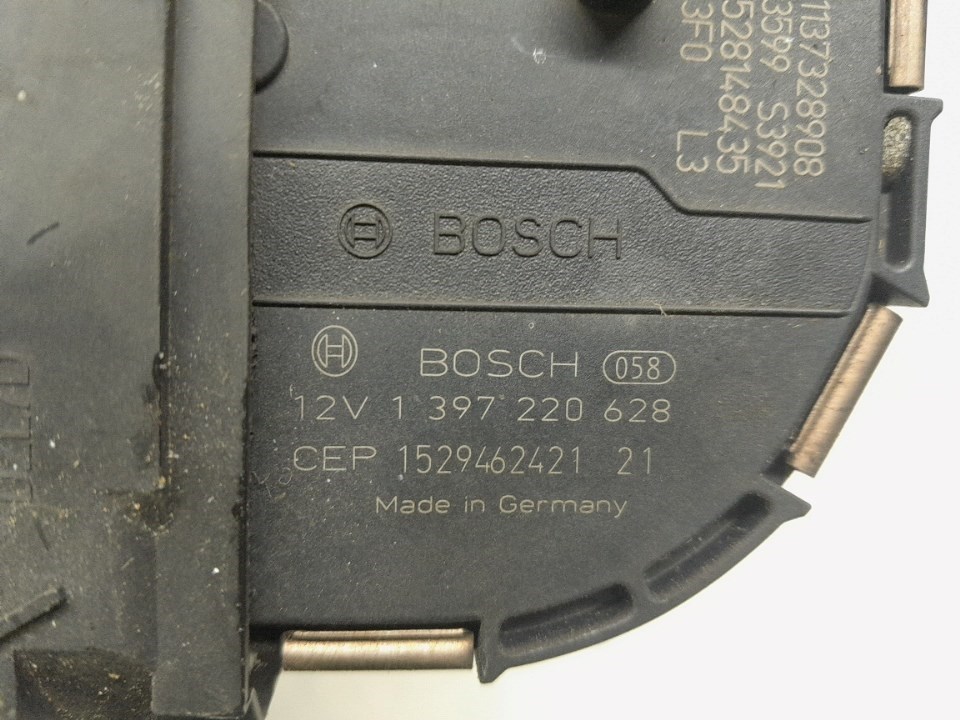 1137328908
3599 S3921
528148435
3F0 L3
BOSCH
BOSCH 058
12V 1 397 220 628
CEP 1529462421 21
Made in Germany